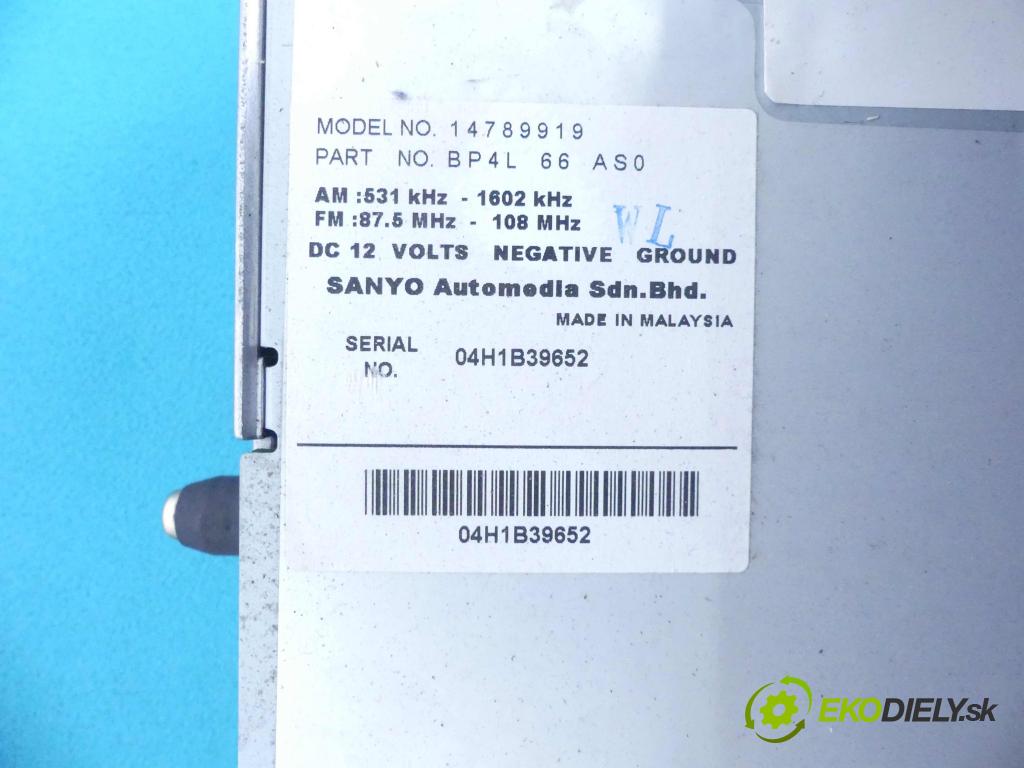 MODEL NO. 14789919
PART NO. BP4L 66 AS0
AM :531 kHz - 1602 kHz
FM :87.5 MHz - 108 MHz
WL
DC 12 VOLTS NEGATIVE GROUND
SANYO Automedia Sdn.Bhd.
MADE IN MALAYSIA
SERIAL NO. 04H1B39652
04H1B39652
EKODIELY.sk